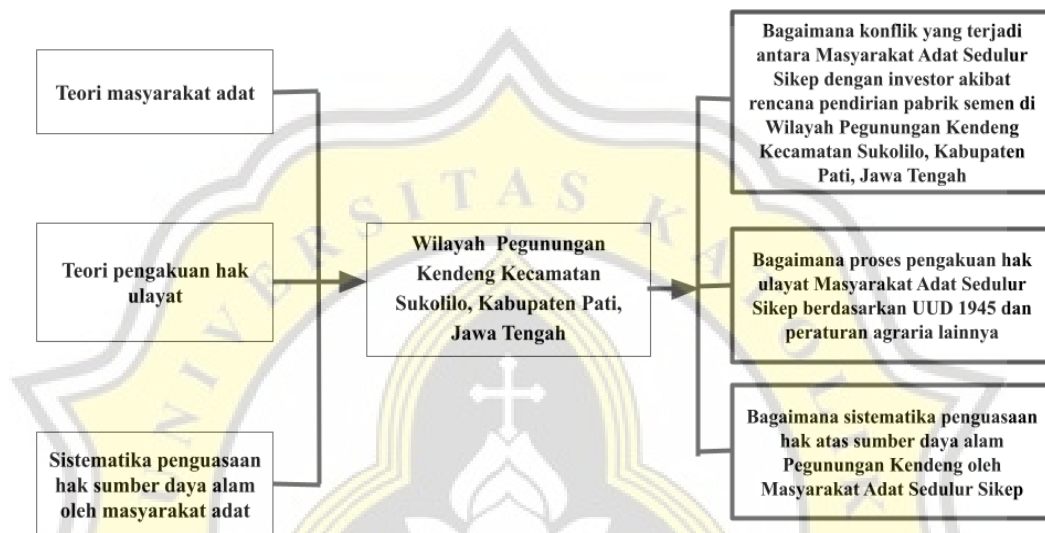 Teori masyarakat adat
Teori pengakuan hak
ulayat
Sistematika penguasaan
hak sumber daya alam
oleh masyarakat adat
Wilayah Pegunungan
Kendeng Kecamatan
Sukolilo, Kabupaten Pati,
Jawa Tengah
Bagaimana konflik yang terjadi
antara Masyarakat Adat Sedulur
Sikep dengan investor akibat
rencana pendirian pabrik semen di
Wilayah Pegunungan Kendeng
Kecamatan Sukolilo, Kabupaten
Pati, Jawa Tengah
Bagaimana proses pengakuan hak
ulayat Masyarakat Adat Sedulur
Sikep berdasarkan UUD 1945 dan
peraturan agraria lainnya
Bagaimana sistematika penguasaan
hak atas sumber daya alam
Pegunungan Kendeng oleh
Masyarakat Adat Sedulur Sikep
UNIVERSITAS KATOLIK